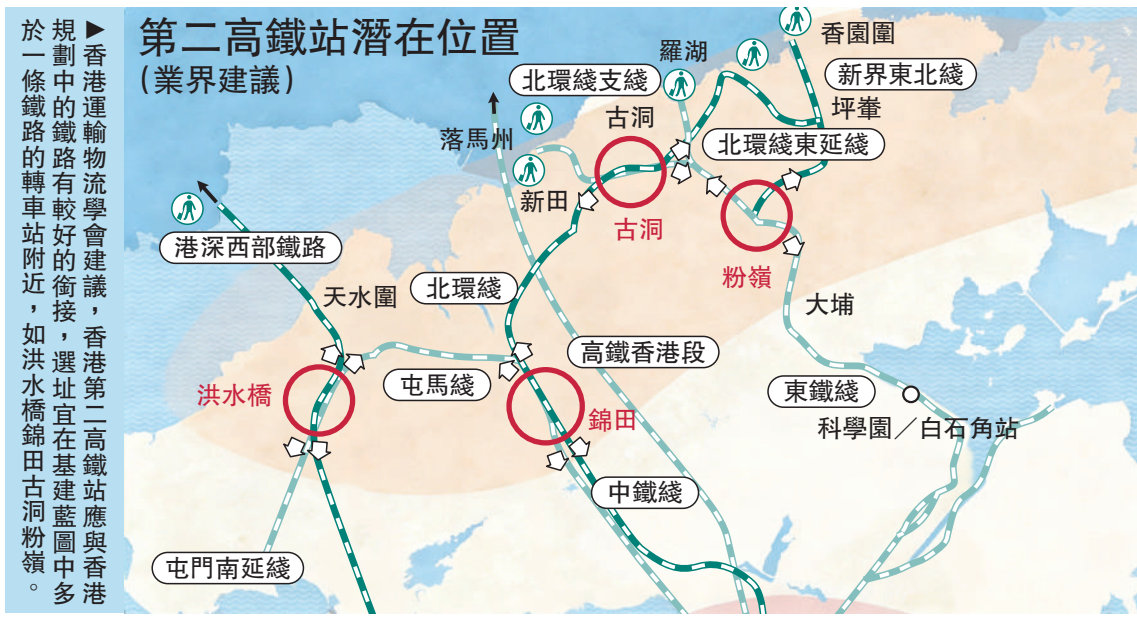 ▶香港運輸物流學會建議，香港第二高鐵站應與香港
規劃中的鐵路有較好的銜接，選址宜在基建藍圖中多
於一條鐵路的轉車站附近，如洪水橋錦田古洞粉嶺。
第二高鐵站潛在位置
(業界建議)
香園圍
羅湖
北環綫支綫
新界東北綫
古洞
坪輋
落馬州
北環綫東延綫
新田
古洞
港深西部鐵路
粉嶺
北環綫
天水圍
大埔
高鐵香港段
屯馬綫
東鐵綫
洪水橋
錦田
科學園／白石角站
中鐵綫
屯門南延綫